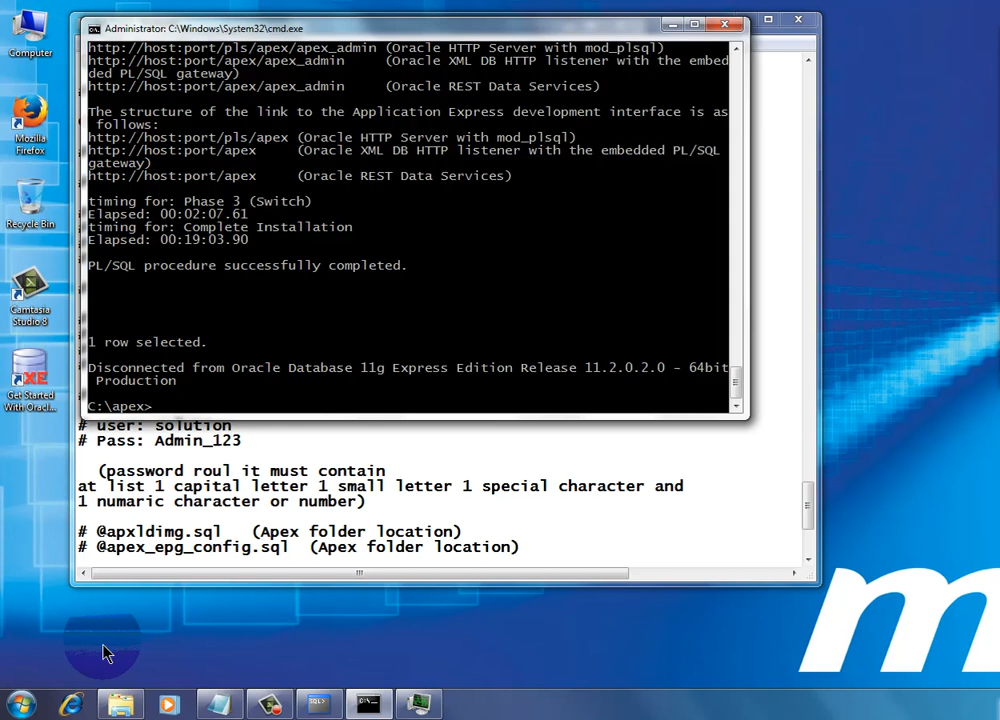 Administrator: C:\Windows\System32\cmd.exe
http://host:port/pls/apex/apex_admin (Oracle HTTP Server with mod_plsql)
http://host:port/apex/apex_admin     (Oracle XML DB HTTP listener with the embed
ded PL/SQL gateway)
http://host:port/apex/apex_admin     (Oracle REST Data Services)
The structure of the link to the Application Express development interface is as
 follows:
http://host:port/pls/apex (Oracle HTTP Server with mod_plsql)
http://host:port/apex     (Oracle XML DB HTTP listener with the embedded PL/SQL
gateway)
http://host:port/apex     (Oracle REST Data Services)
timing for: Phase 3 (Switch)
Elapsed: 00:02:07.61
timing for: Complete Installation
Elapsed: 00:19:03.90
PL/SQL procedure successfully completed.
1 row selected.
Disconnected from Oracle Database 11g Express Edition Release 11.2.0.2.0 - 64bit
 Production
C:\apex>
# user: solution
# Pass: Admin_123
(password roul it must contain
at list 1 capital letter 1 small letter 1 special character and
1 numaric character or number)
# @apxldimg.sql   (Apex folder location)
# @apex_epg_config.sql  (Apex folder location)
Computer
Mozilla
Firefox
Recycle Bin
Camtasia
Studio 8
XE
Get Started
With Oracl...
SQL>
C:\_
m